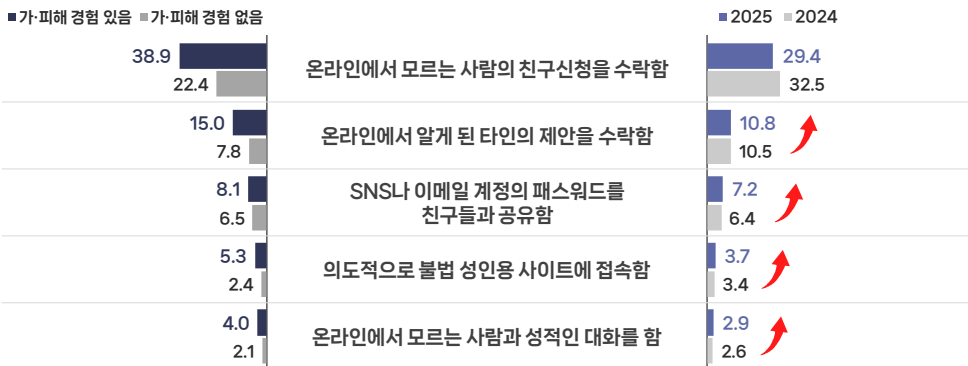 가·피해 경험 있음 가·피해 경험 없음 2025 2024
38.9 온라인에서 모르는 사람의 친구신청을 수락함 29.4
22.4 32.5
15.0 온라인에서 알게 된 타인의 제안을 수락함 10.8
7.8 10.5
8.1 SNS나 이메일 계정의 패스워드를 7.2
6.5 친구들과 공유함 6.4
5.3 의도적으로 불법 성인용 사이트에 접속함 3.7
2.4 3.4
4.0 온라인에서 모르는 사람과 성적인 대화를 함 2.9
2.1 2.6